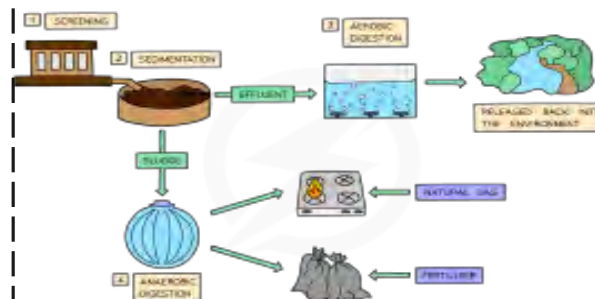 1 SCREENING
2 SEDIMENTATION
3 AEROBIC
DIGESTION
EFFLUENT
RELEASED BACK INTO
THE ENVIRONMENT
SLUDGE
NATURAL GAS
4 ANAEROBIC
DIGESTION
FERTILISER